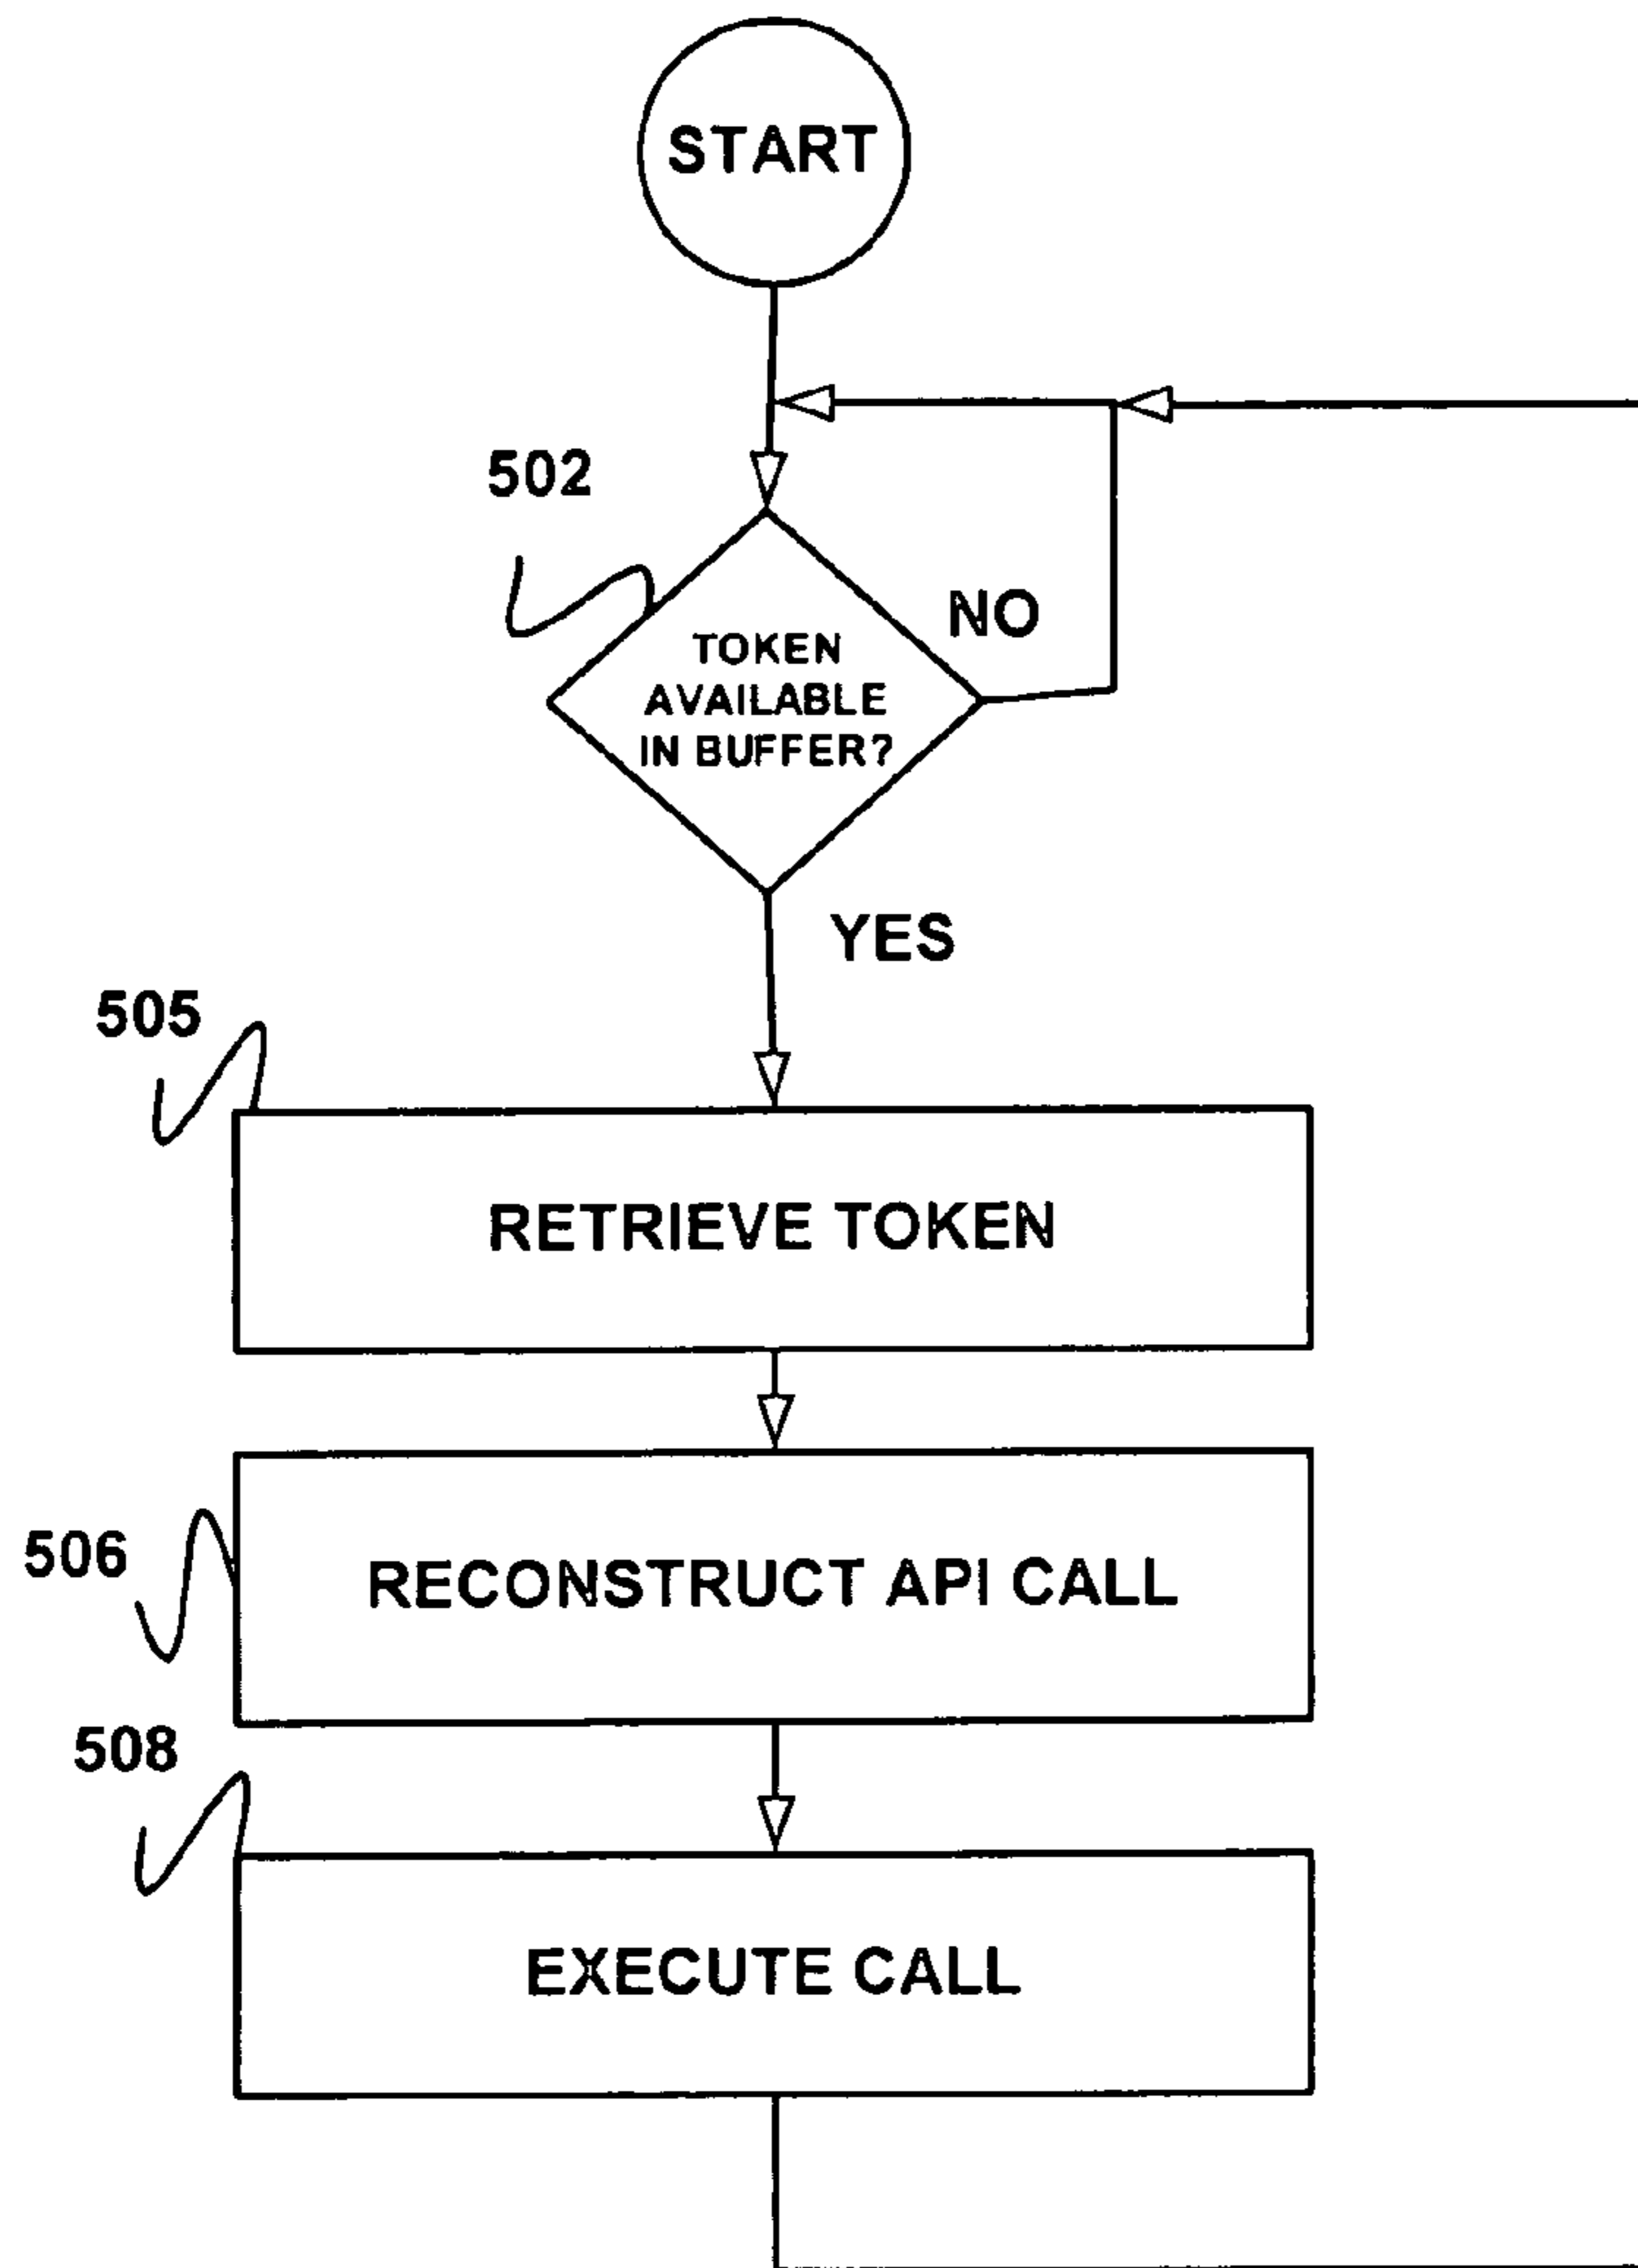 START
502
NO
TOKEN
AVAILABLE
IN BUFFER?
YES
505
RETRIEVE TOKEN
506
RECONSTRUCT API CALL
508
EXECUTE CALL